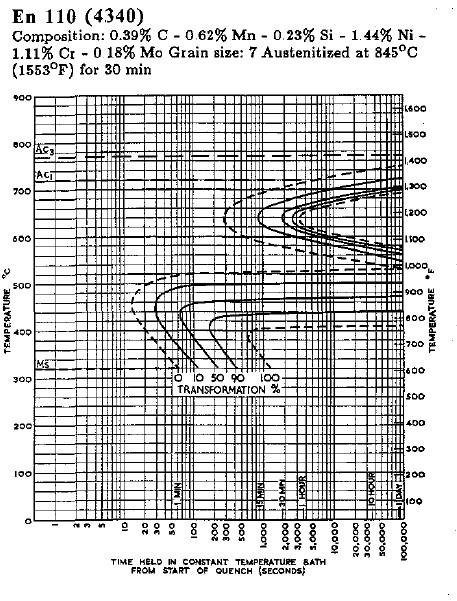 En 110 (4340)
Composition: 0.39% C - 0.62% Mn - 0.23% Si - 1.44% Ni -
1.11% Cr - 0.18% Mo Grain size: 7 Austenitized at 845°C
(1553°F) for 30 min
900
800
700
600
500
400
300
200
100
0
TEMPERATURE °C
AC3
AC1
MS
1,600
1,500
1,400
1,300
1,200
1,100
1,000
900
800
700
600
500
400
300
200
100
TEMPERATURE °F
0 10 50 90 100
TRANSFORMATION %
1 MIN
15 MIN
30 MIN
1 HOUR
10 HOUR
1 DAY
1 2 3 5 10 20 30 50 100 200 300 500 1,000 2,000 3,000 5,000 10,000 20,000 30,000 50,000 100,000
TIME HELD IN CONSTANT TEMPERATURE BATH
FROM START OF QUENCH (SECONDS)